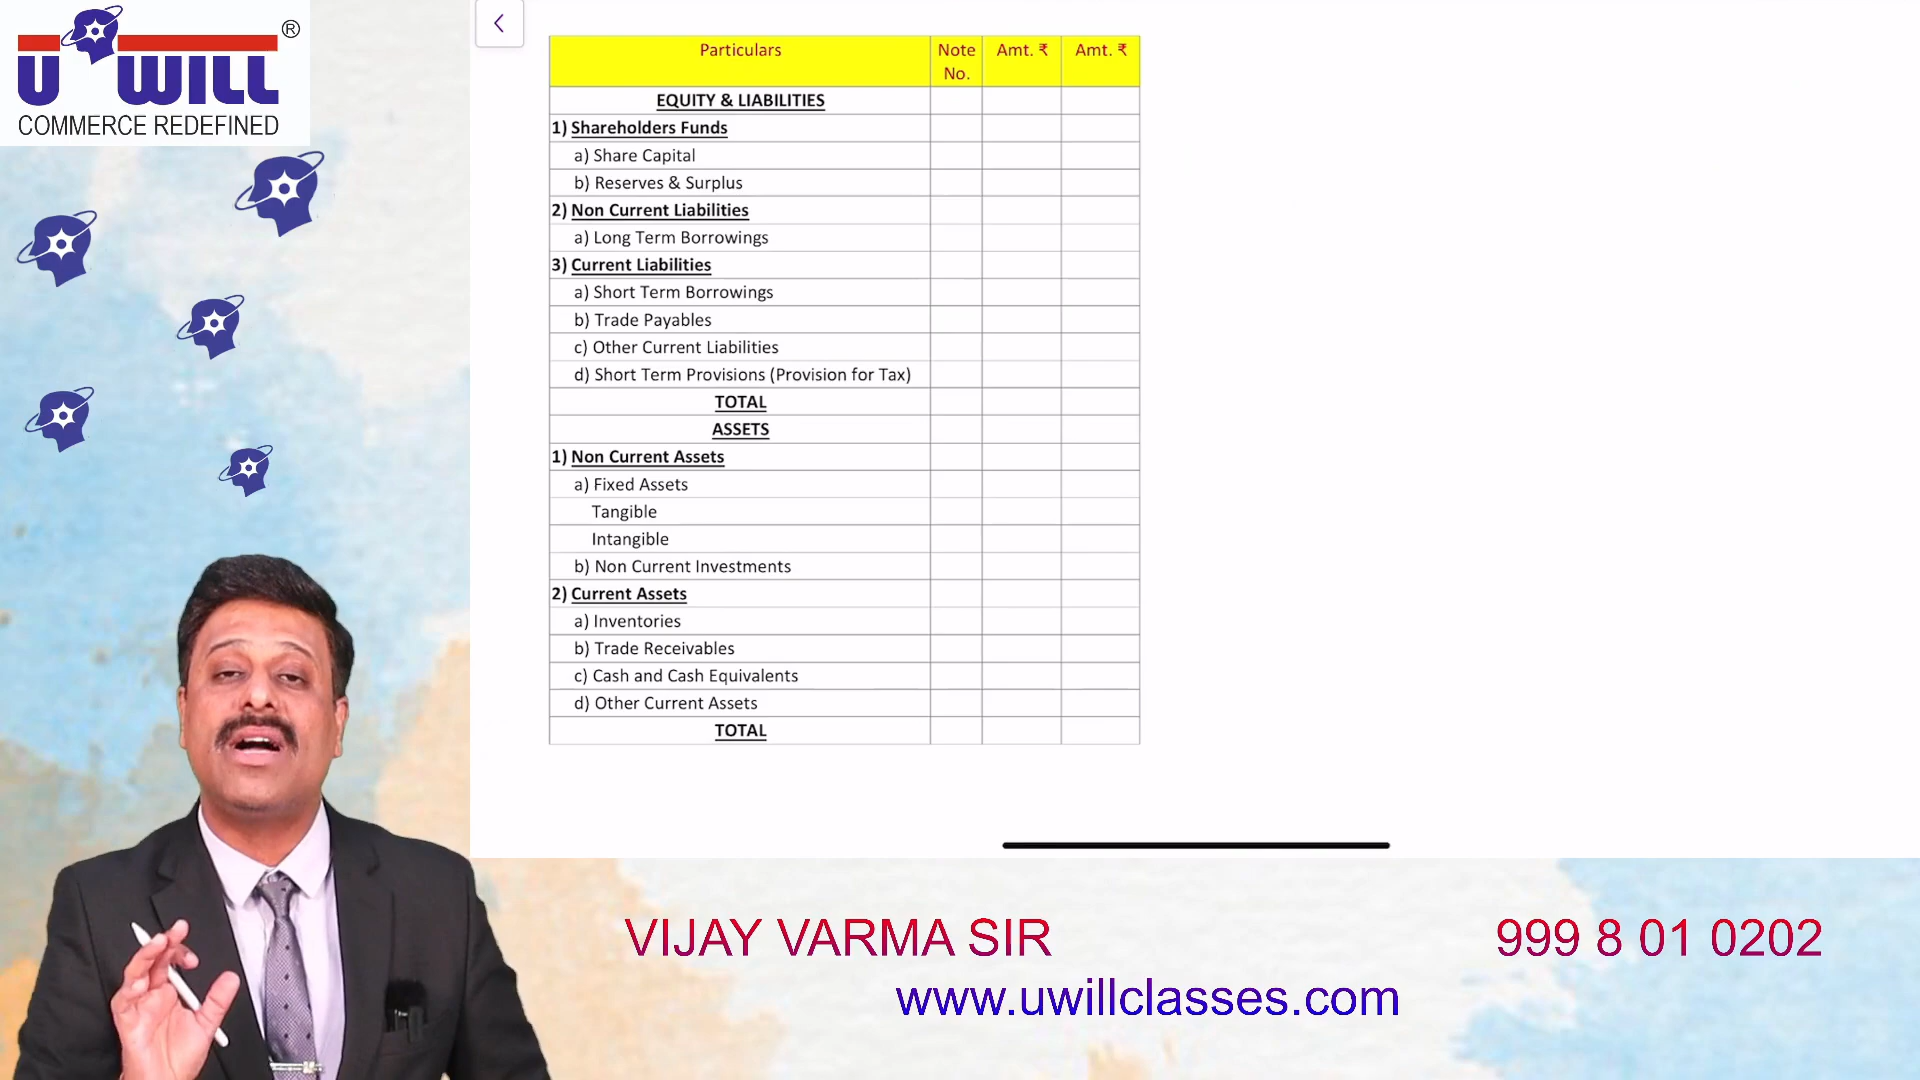 U WILL ®
COMMERCE REDEFINED
Particulars Note No. Amt. ₹ Amt. ₹
EQUITY & LIABILITIES
1) Shareholders Funds
a) Share Capital
b) Reserves & Surplus
2) Non Current Liabilities
a) Long Term Borrowings
3) Current Liabilities
a) Short Term Borrowings
b) Trade Payables
c) Other Current Liabilities
d) Short Term Provisions (Provision for Tax)
TOTAL
ASSETS
1) Non Current Assets
a) Fixed Assets
Tangible
Intangible
b) Non Current Investments
2) Current Assets
a) Inventories
b) Trade Receivables
c) Cash and Cash Equivalents
d) Other Current Assets
TOTAL
VIJAY VARMA SIR 999 8 01 0202
www.uwillclasses.com